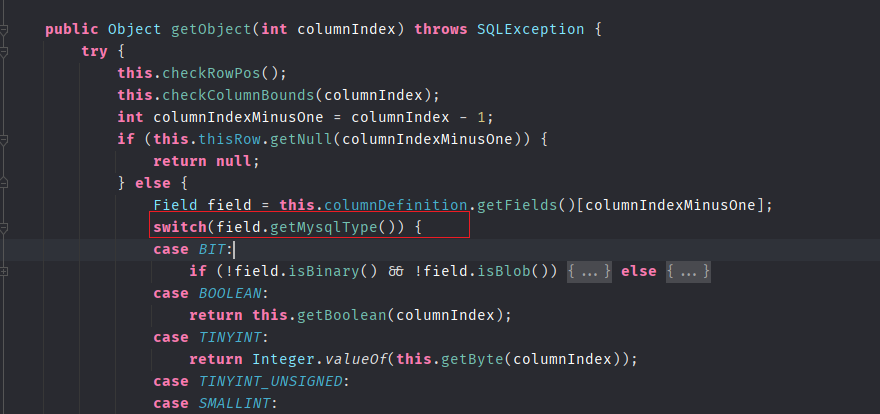 public Object getObject(int columnIndex) throws SQLException {
try {
this.checkRowPos();
this.checkColumnBounds(columnIndex);
int columnIndexMinusOne = columnIndex - 1;
if (this.thisRow.getNull(columnIndexMinusOne)) {
return null;
} else {
Field field = this.columnDefinition.getFields()[columnIndexMinusOne];
switch(field.getMysqlType()) {
case BIT:
if (!field.isBinary() && !field.isBlob()) {...} else {...}
case BOOLEAN:
return this.getBoolean(columnIndex);
case TINYINT:
return Integer.valueOf(this.getByte(columnIndex));
case TINYINT_UNSIGNED:
case SMALLINT: